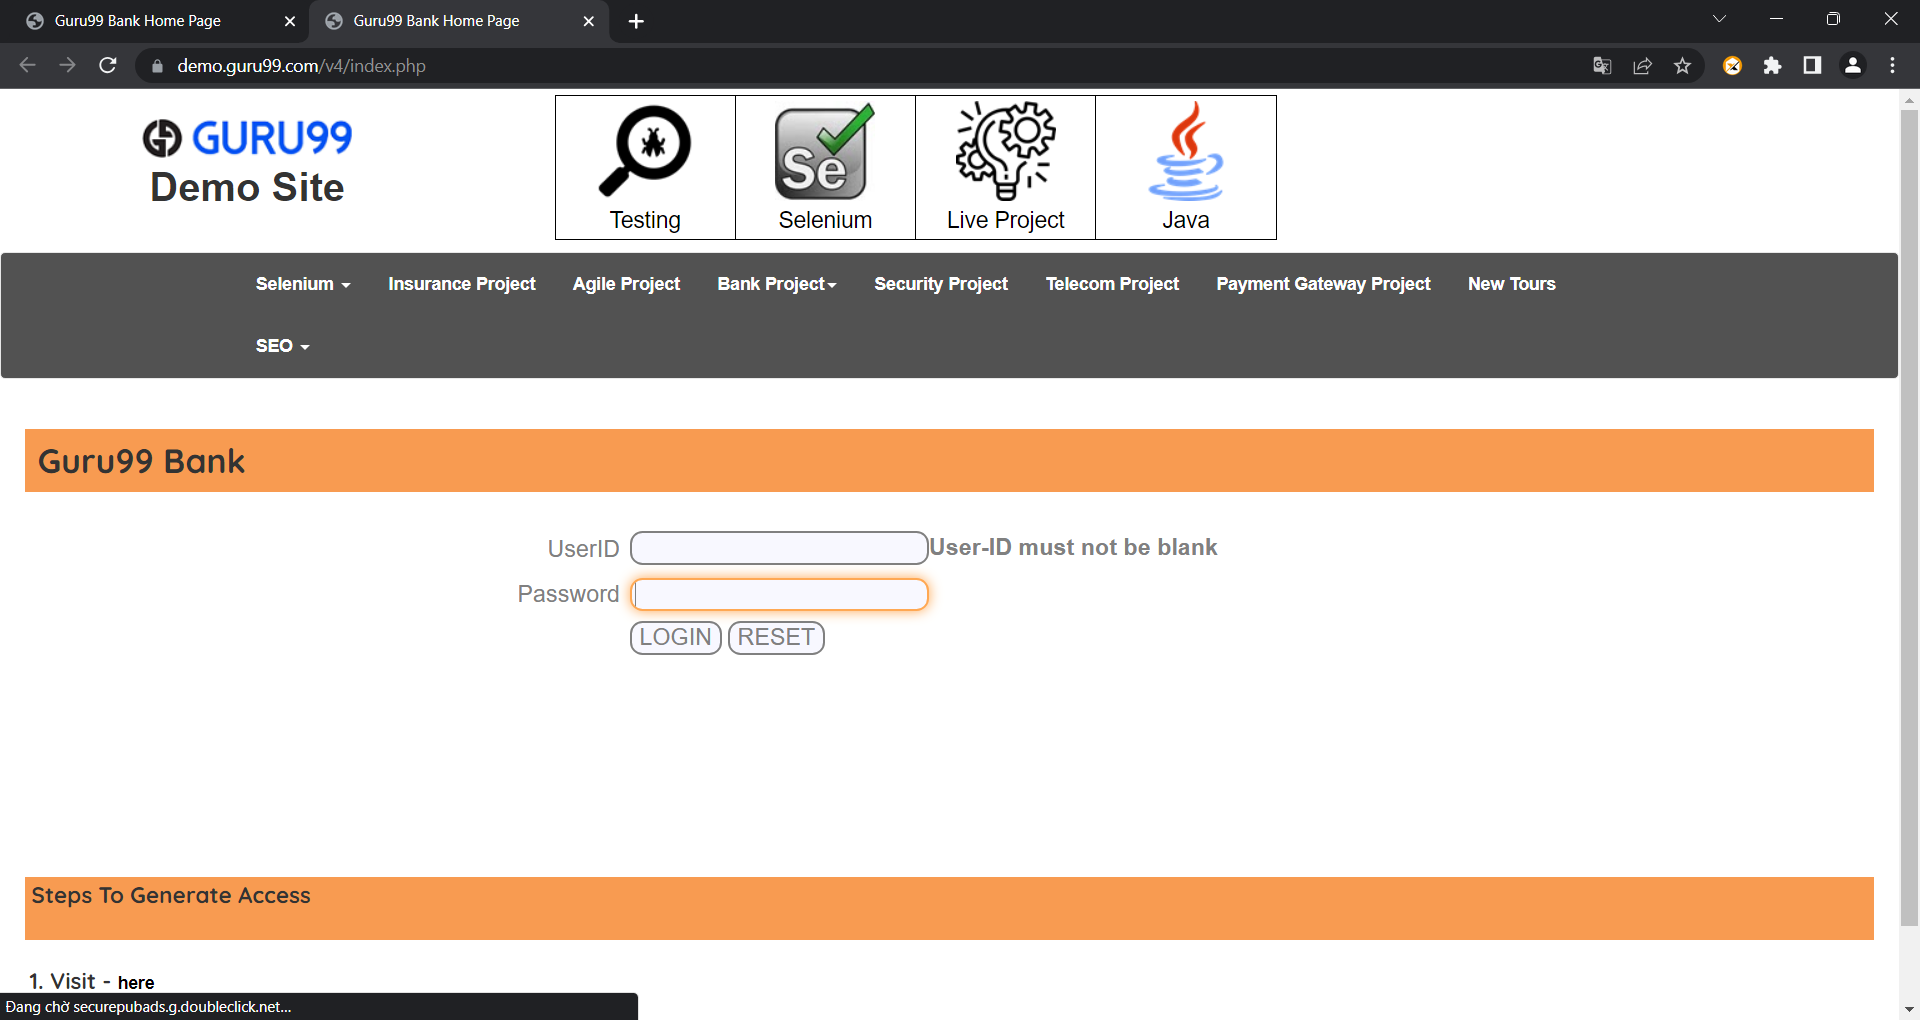 Guru99 Bank Home Page
Guru99 Bank Home Page
demo.guru99.com/v4/index.php
GURU99
Demo Site
Se
Testing
Selenium
Live Project
Java
Selenium
Insurance Project
Agile Project
Bank Project
Security Project
Telecom Project
Payment Gateway Project
New Tours
SEO
Guru99 Bank
UserID
User-ID must not be blank
Password
LOGIN
RESET
Steps To Generate Access
1. Visit - here
Đang chờ securepubads.g.doubleclick.net...